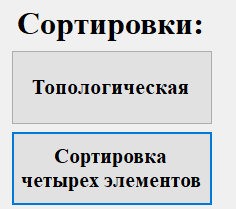 Сортировки:
Топологическая
Сортировка
четырех элементов